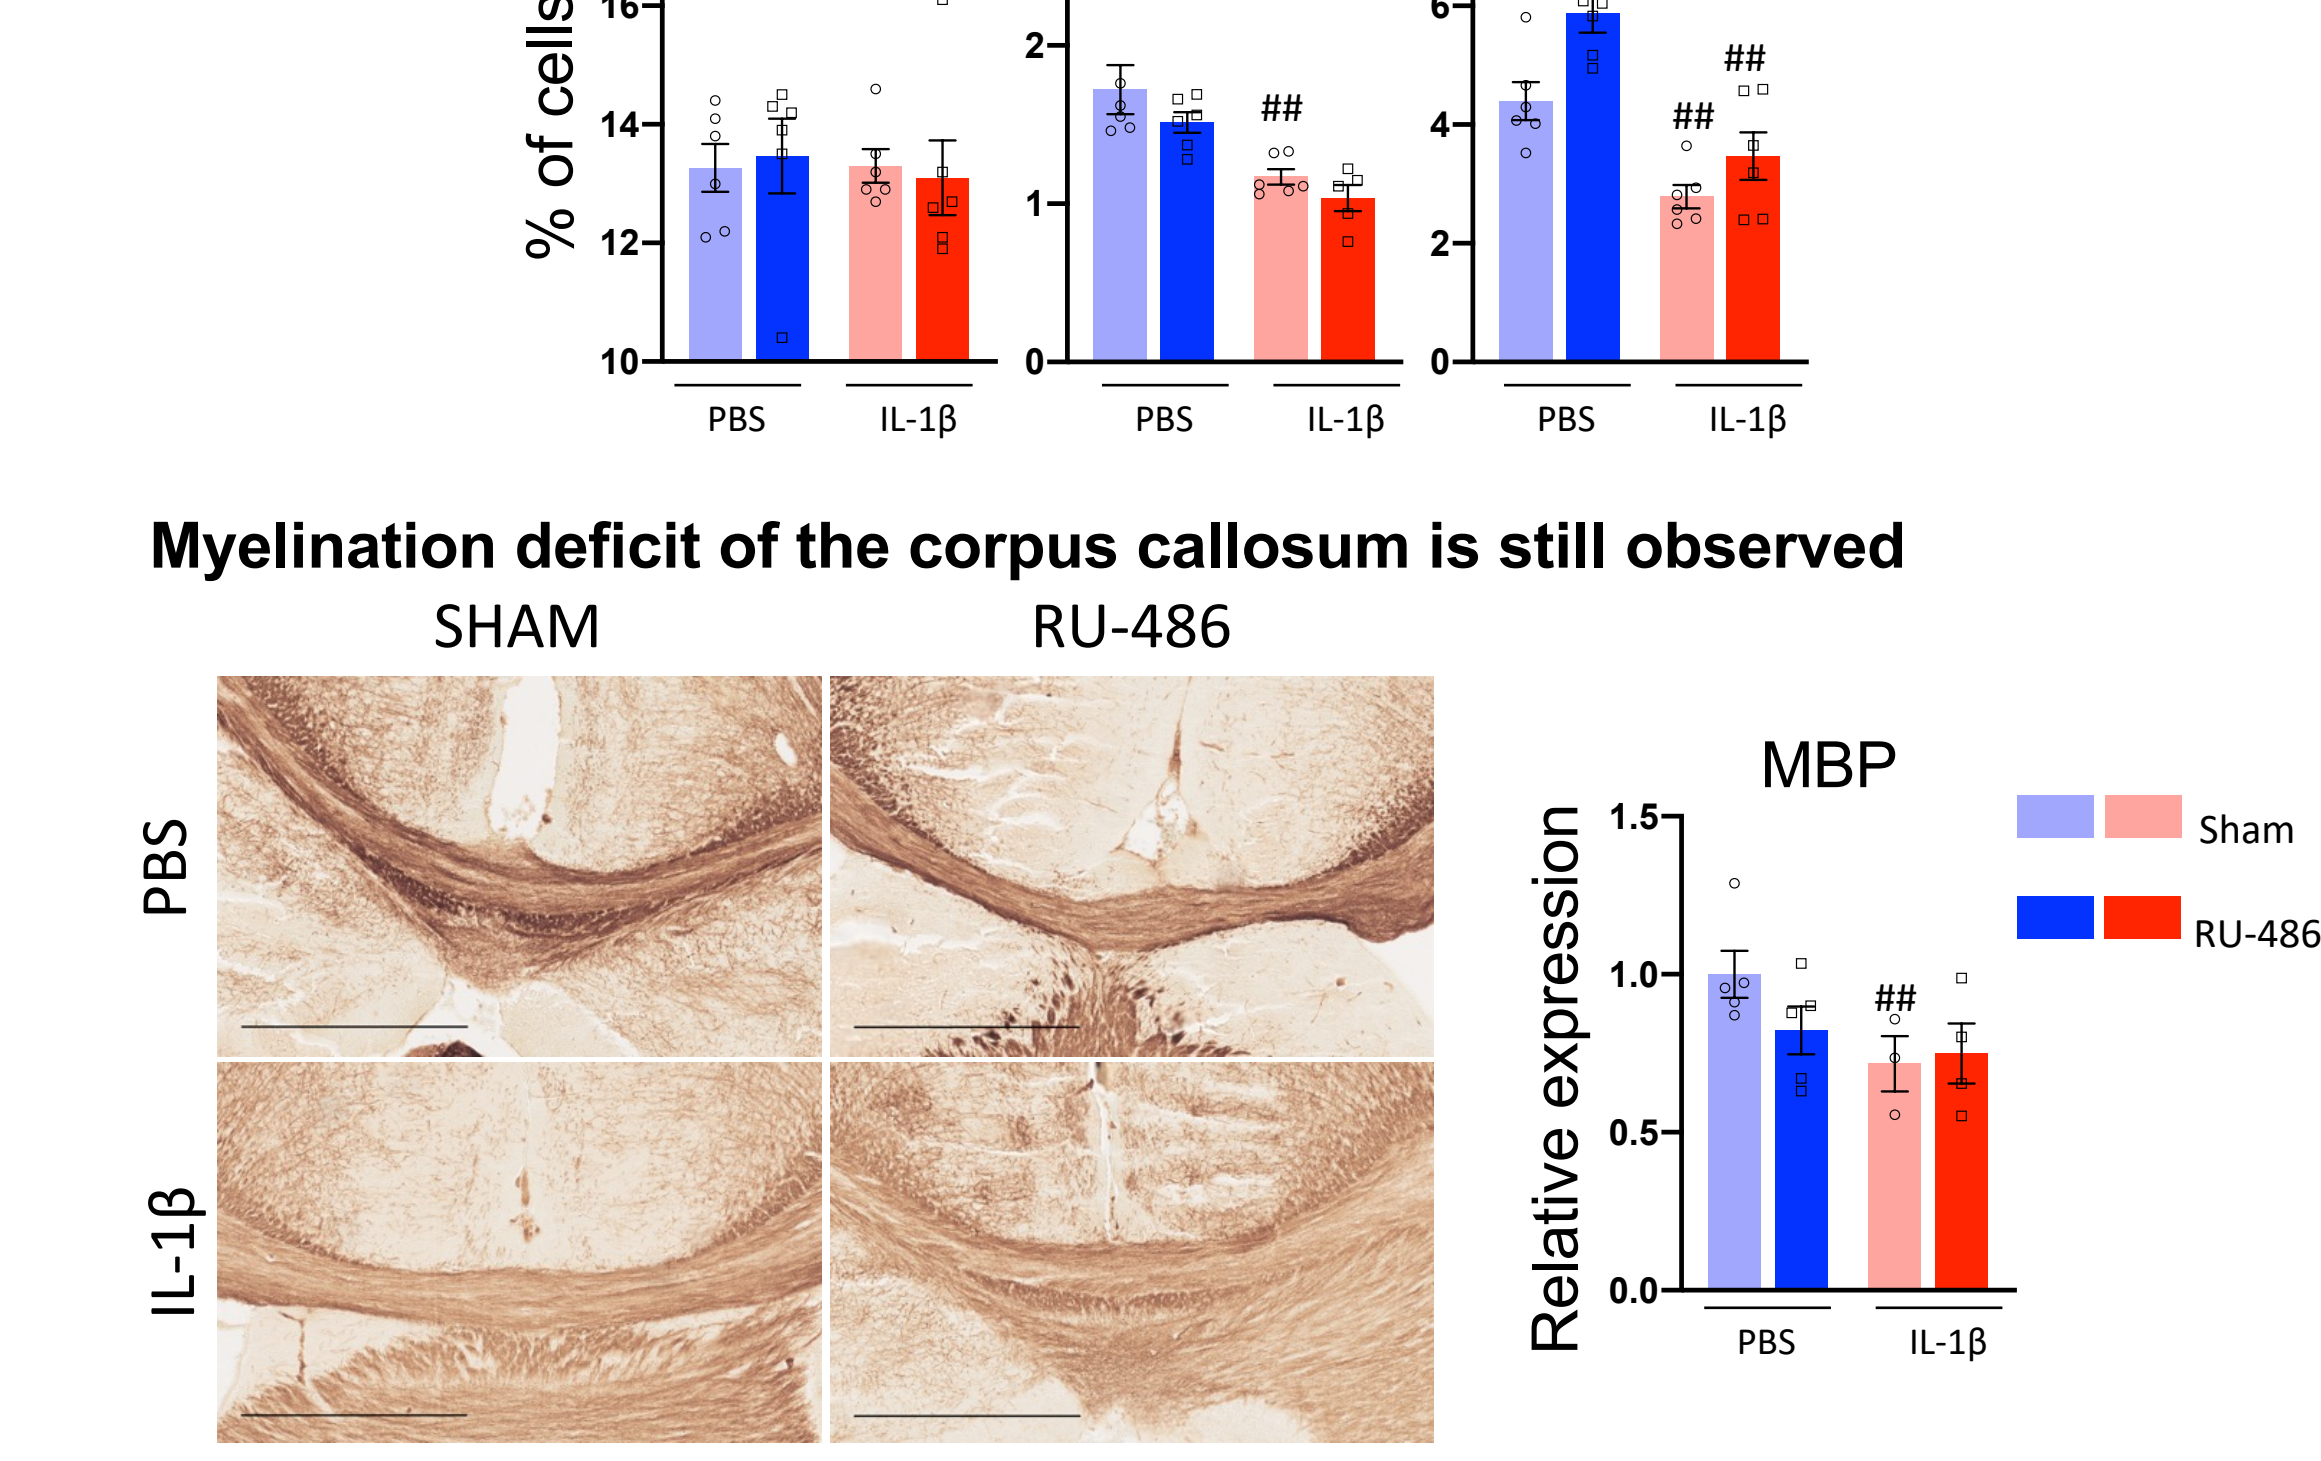 % of cells
16
14
12
10
PBS
IL-1β
2
1
0
##
PBS
IL-1β
6
4
2
0
##
##
PBS
IL-1β
Myelination deficit of the corpus callosum is still observed
SHAM
RU-486
PBS
IL-1β
MBP
Relative expression
1.5
1.0
0.5
0.0
##
PBS
IL-1β
Sham
RU-486